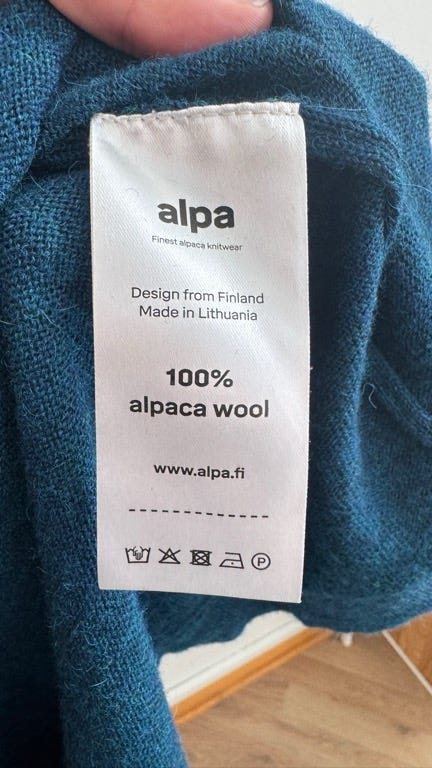 alpa
Finest alpaca knitwear
Design from Finland
Made in Lithuania
100%
alpaca wool
www.alpa.fi
P